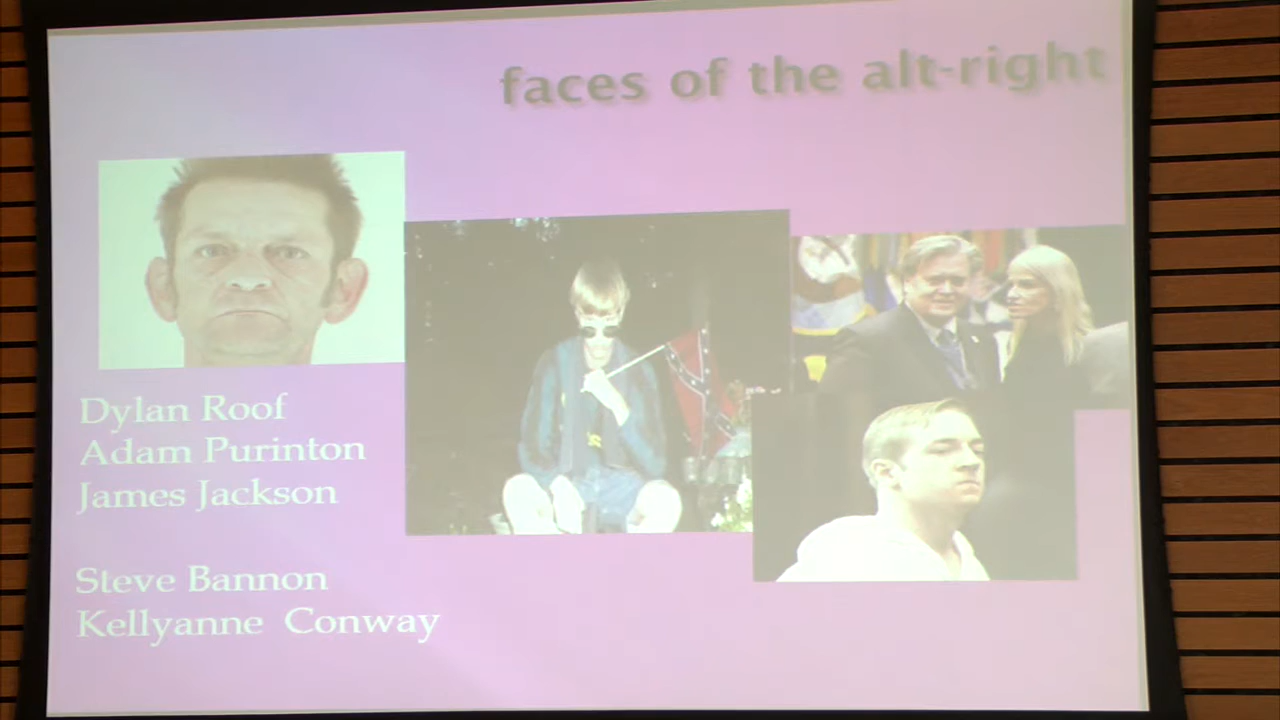 faces of the alt-right
Dylan Roof
Adam Purinton
James Jackson
Steve Bannon
Kellyanne Conway